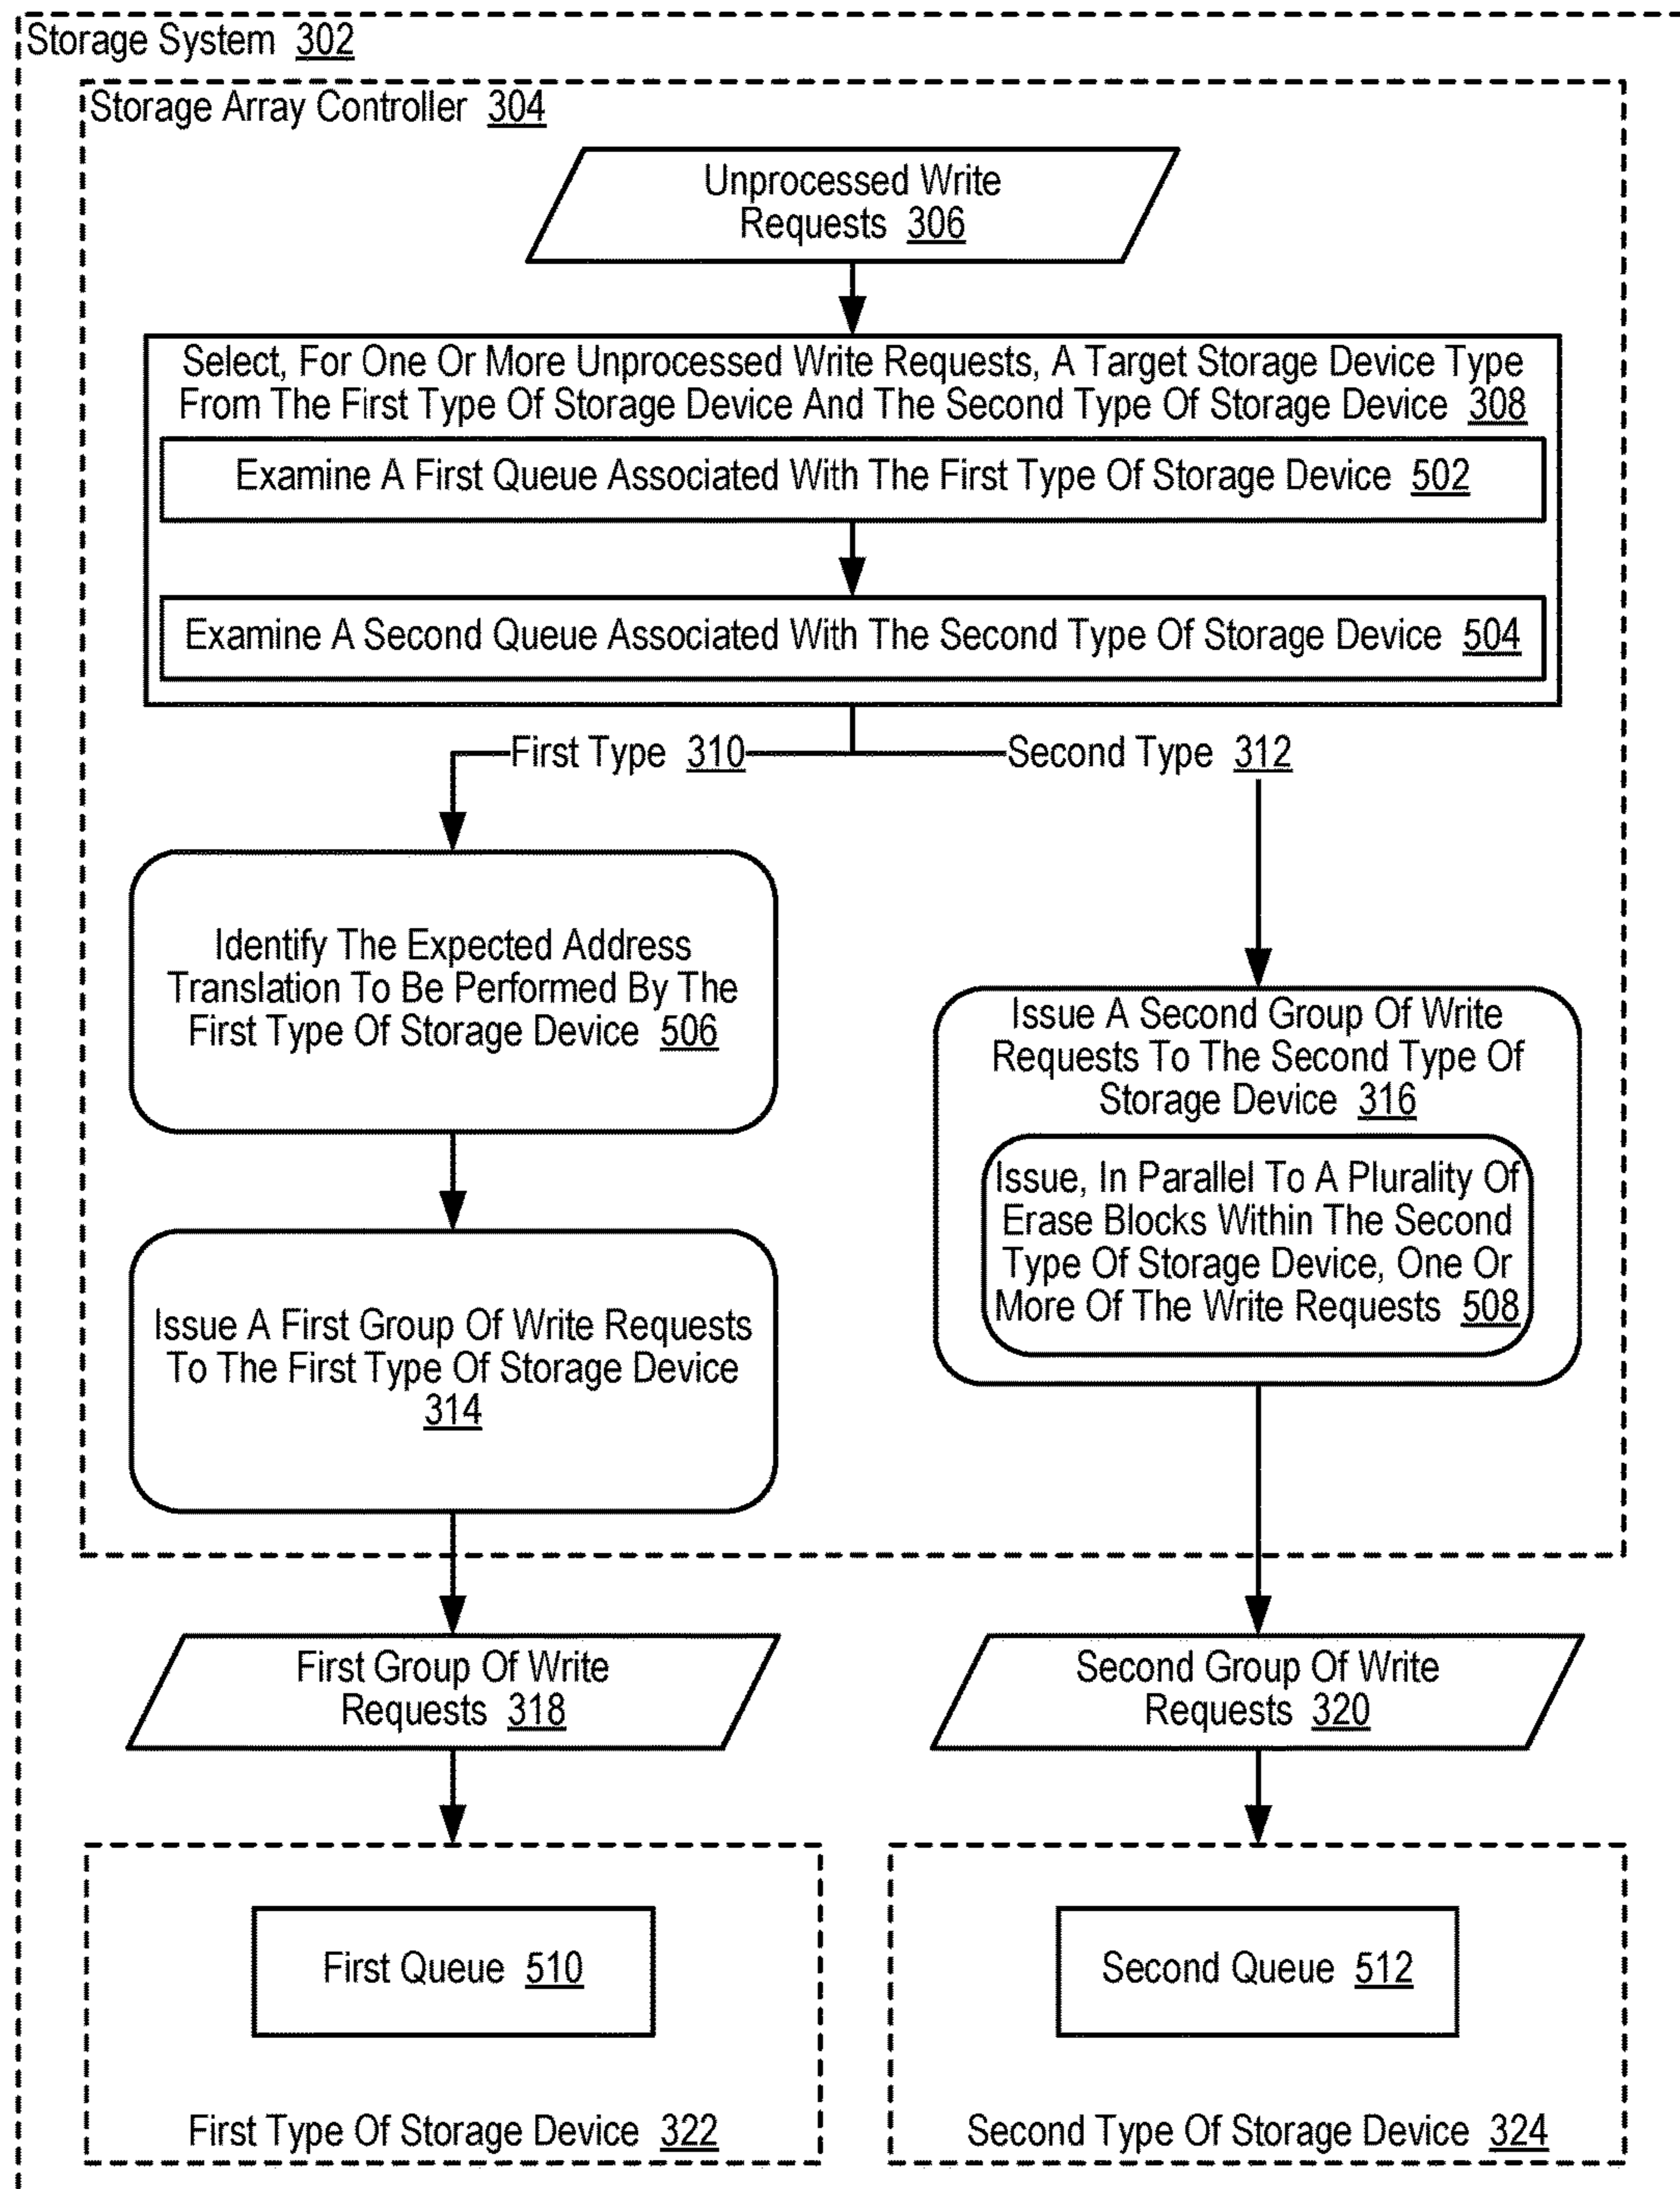 Storage System 302
Storage Array Controller 304
Unprocessed Write
Requests 306
Select, For One Or More Unprocessed Write Requests, A Target Storage Device Type
From The First Type Of Storage Device And The Second Type Of Storage Device 308
Examine A First Queue Associated With The First Type Of Storage Device 502
Examine A Second Queue Associated With The Second Type Of Storage Device 504
First Type 310
Second Type 312
Identify The Expected Address
Translation To Be Performed By The
First Type Of Storage Device 506
Issue A First Group Of Write Requests
To The First Type Of Storage Device
314
Issue A Second Group Of Write
Requests To The Second Type Of
Storage Device 316
Issue, In Parallel To A Plurality Of
Erase Blocks Within The Second
Type Of Storage Device, One Or
More Of The Write Requests 508
First Group Of Write
Requests 318
Second Group Of Write
Requests 320
First Queue 510
First Type Of Storage Device 322
Second Queue 512
Second Type Of Storage Device 324